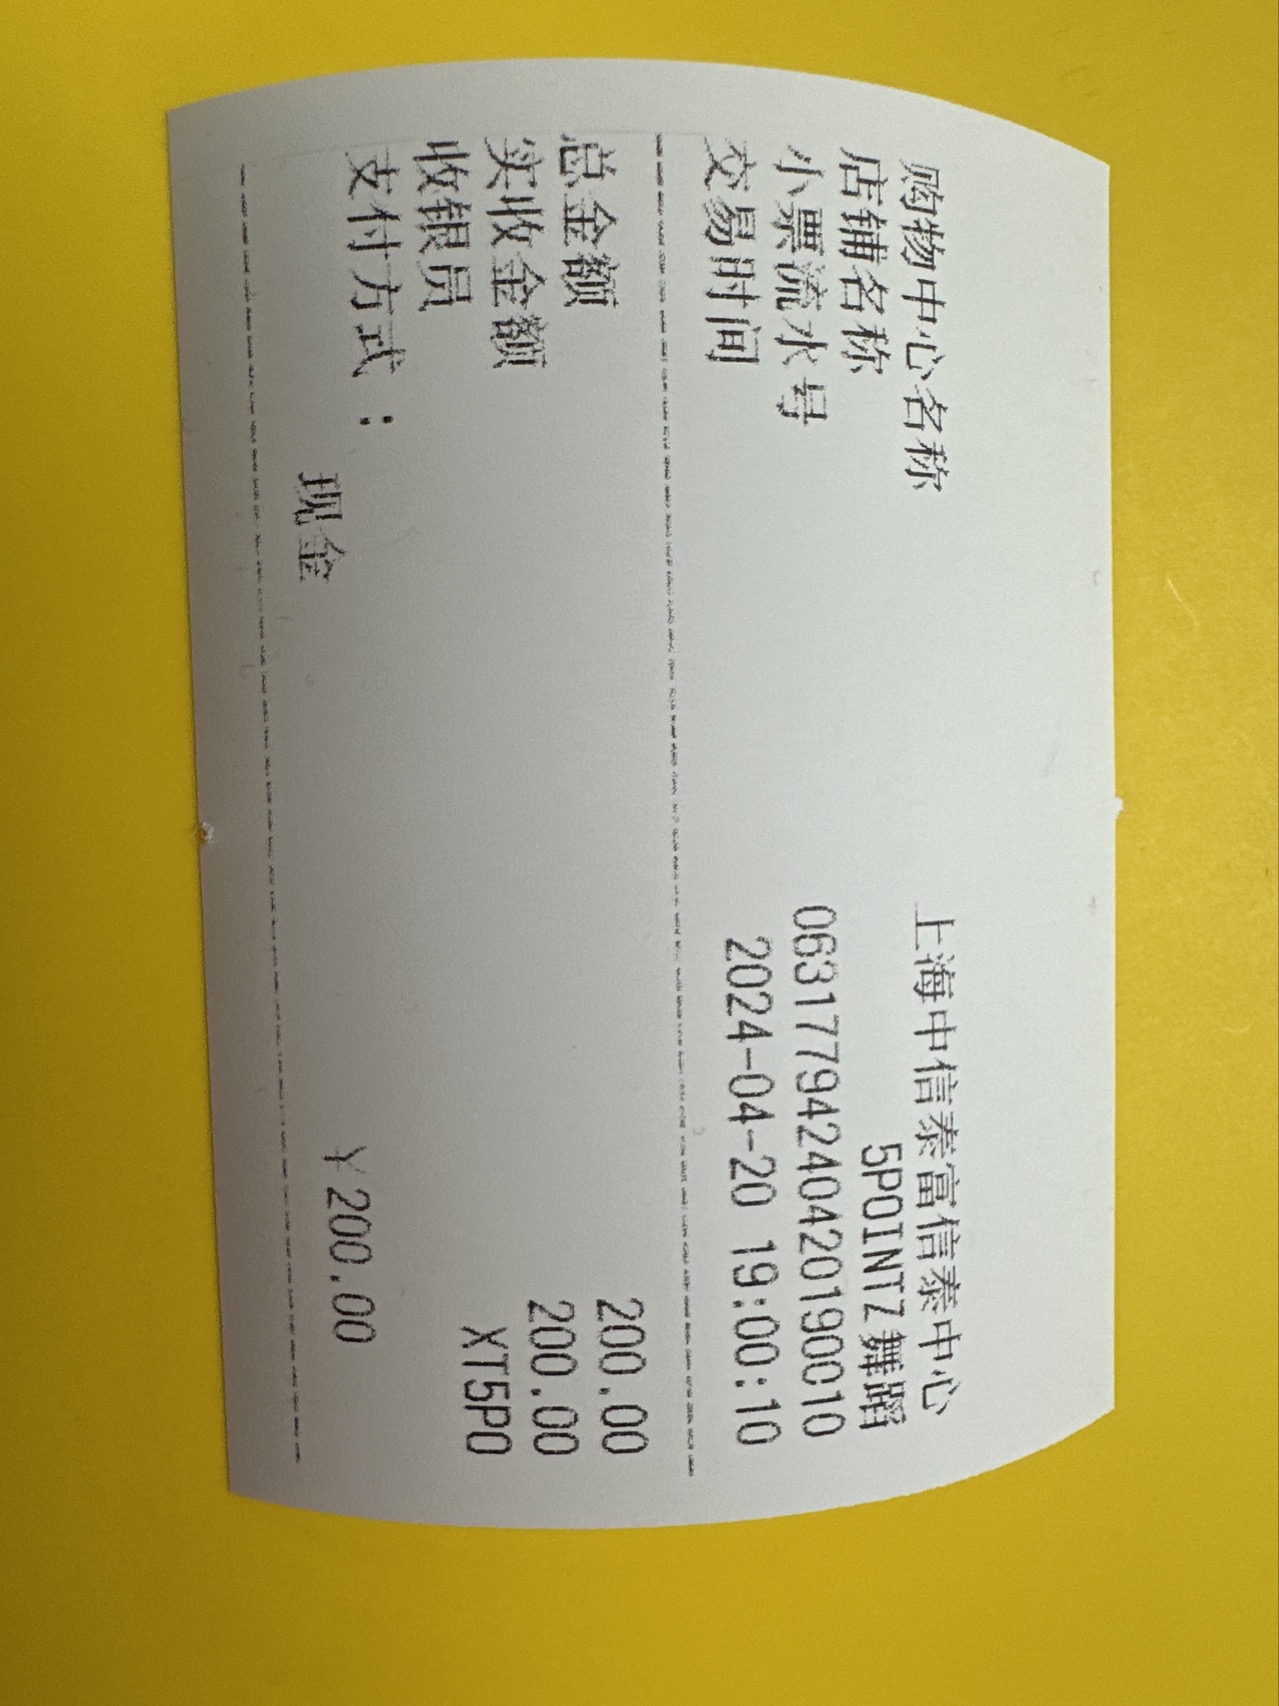 购物中心名称 上海中信泰富信泰中心
店铺名称 5POINTZ舞蹈
小票流水号 06317794240420190010
交易时间 2024-04-20 19:00:10
总金额 200.00
实收金额 200.00
收银员 XT5P0
支付方式：
现金 ￥200.00